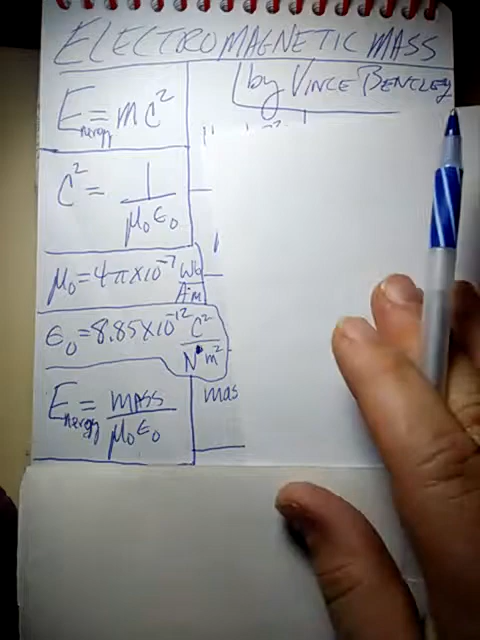 ELECTROMAGNETIC MASS
by VINCE BENTLEY
Energy = mc²
c² = 1/μ₀ε₀
μ₀ = 4π×10⁻⁷ Wb/A·m
ε₀ = 8.85×10⁻¹² C²/N·m²
Energy = MASS/μ₀ε₀
mas